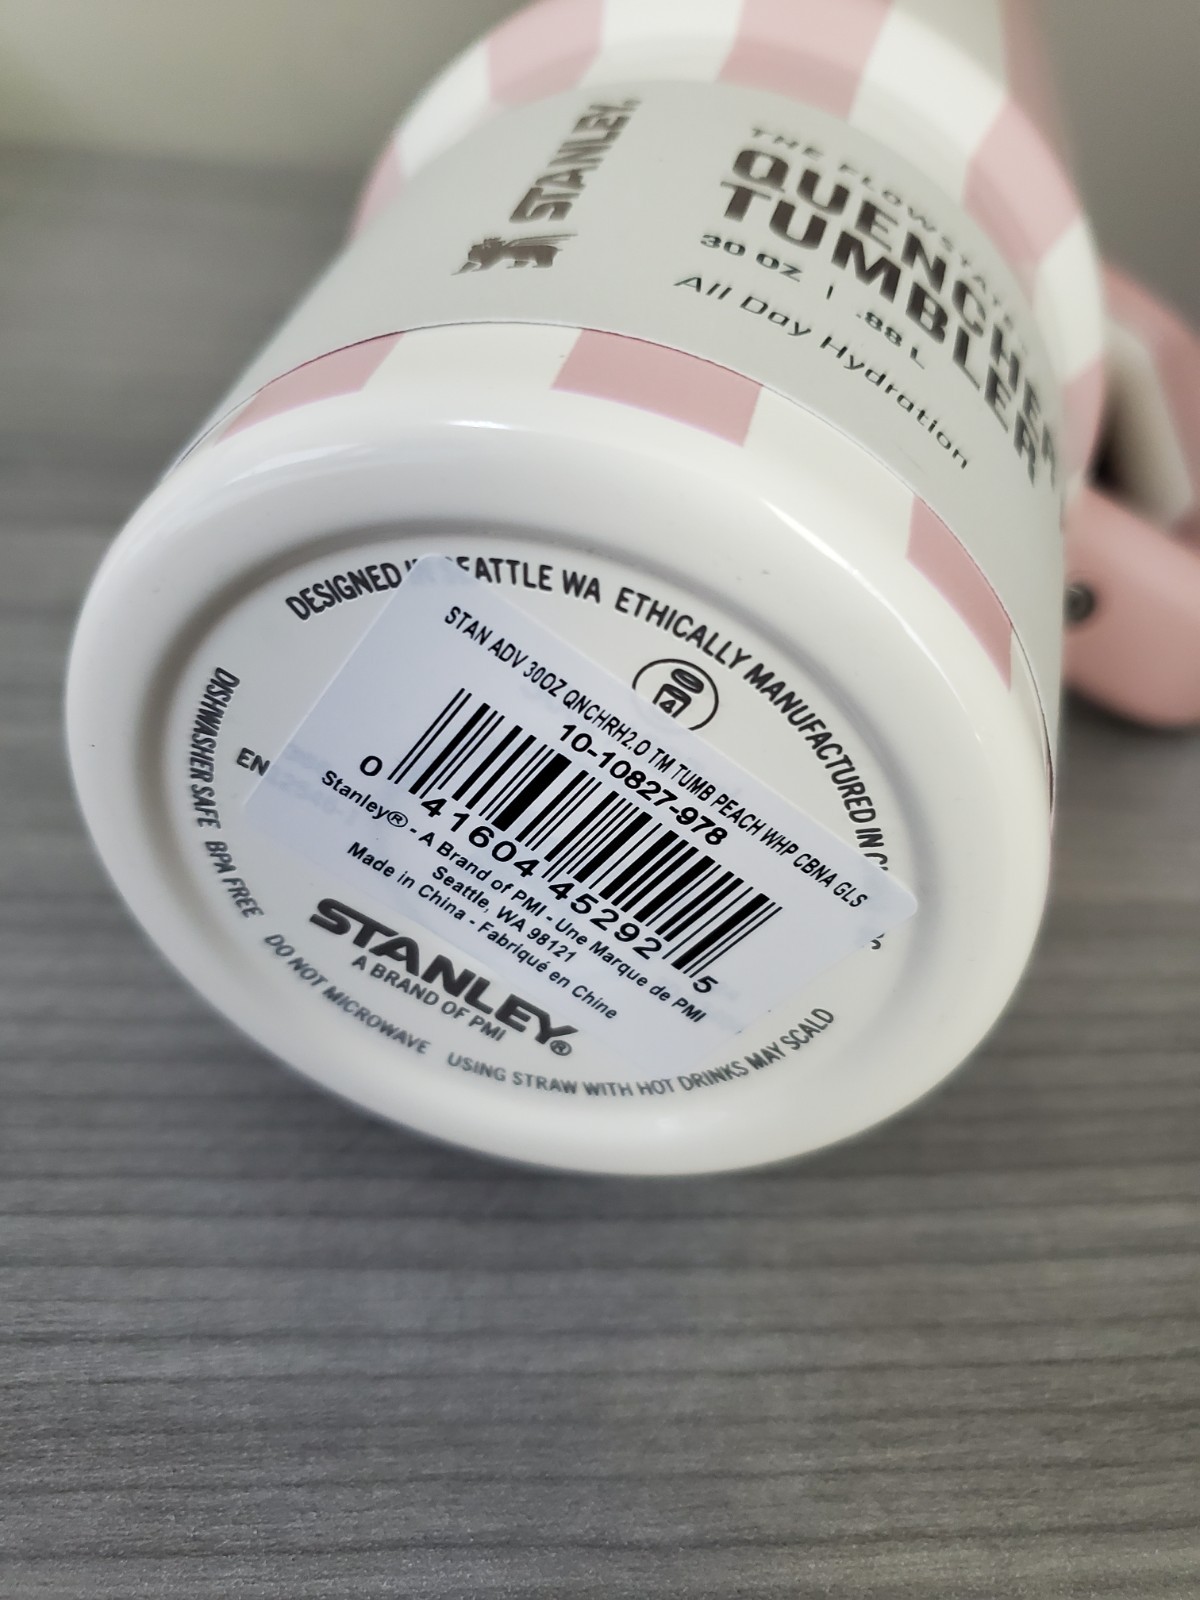 STANLEY®
THE FLOWSTATE
QUENCHER
TUMBLER
30 OZ | .88 L
All Day Hydration
DESIGNED IN SEATTLE WA ETHICALLY MANUFACTURED IN
4
STAN ADV 30OZ QNCHRH2.O TM TUMB PEACH WHP CBNA GLS
10-10827-978
0 41604 45292 5
Stanley® - A Brand of PMI - Une Marque de PMI
Seattle, WA 98121
Made in China - Fabriqué en Chine
EN
STANLEY®
A BRAND OF PMI
DISHWASHER SAFE BPA FREE DO NOT MICROWAVE USING STRAW WITH HOT DRINKS MAY SCALD